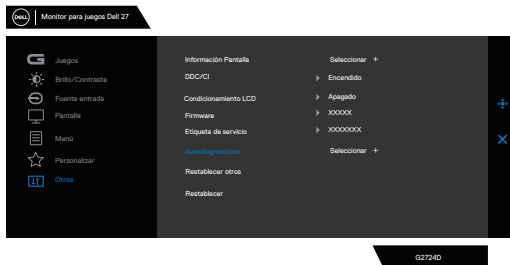 DELL Monitor para juegos Dell 27
Juegos
Brillo/Contraste
Fuente entrada
Pantalla
Menú
Personalizar
Otros
Información Pantalla Seleccionar +
DDC/CI Encendido
Condicionamiento LCD Apagado
Firmware XXXXX
Etiqueta de servicio XXXXXXX
Autodiagnósticos Seleccionar +
Restablecer otros
Restablecer
G2724D